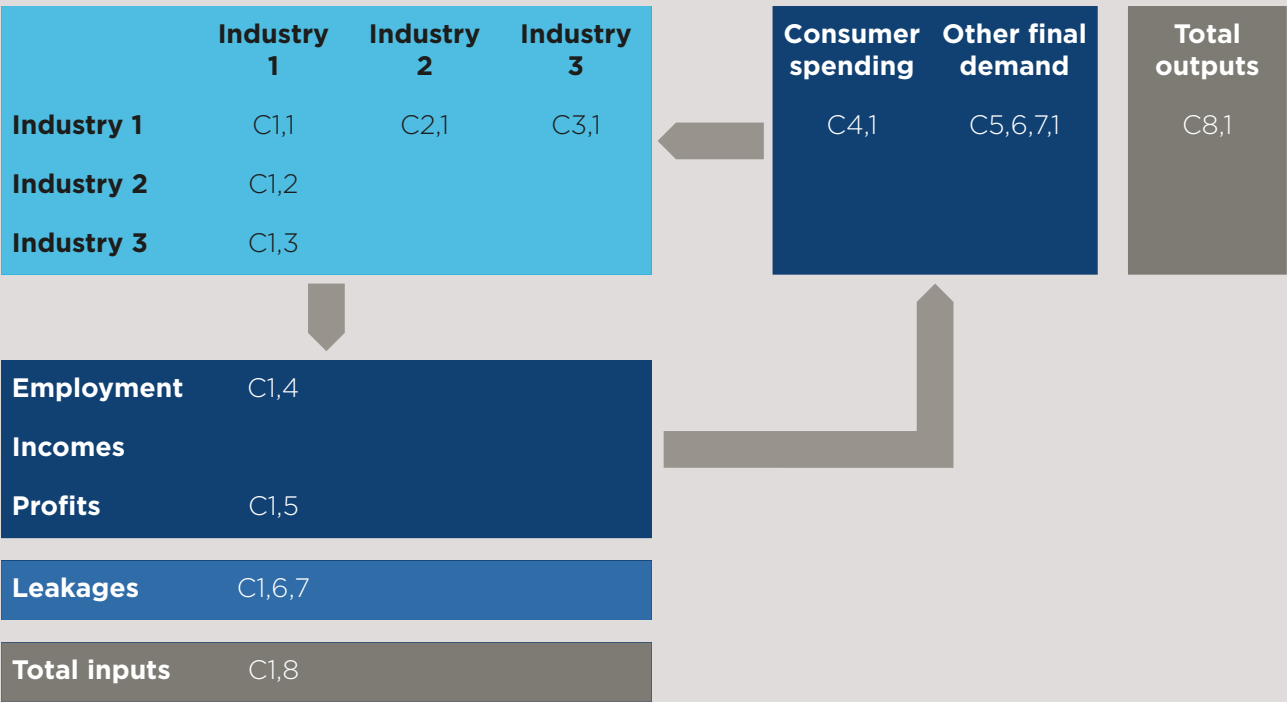 Industry 1 Industry 2 Industry 3 Consumer spending Other final demand Total outputs
Industry 1 C1,1 C2,1 C3,1 C4,1 C5,6,7,1 C8,1
Industry 2 C1,2
Industry 3 C1,3
Employment C1,4
Incomes
Profits C1,5
Leakages C1,6,7
Total inputs C1,8